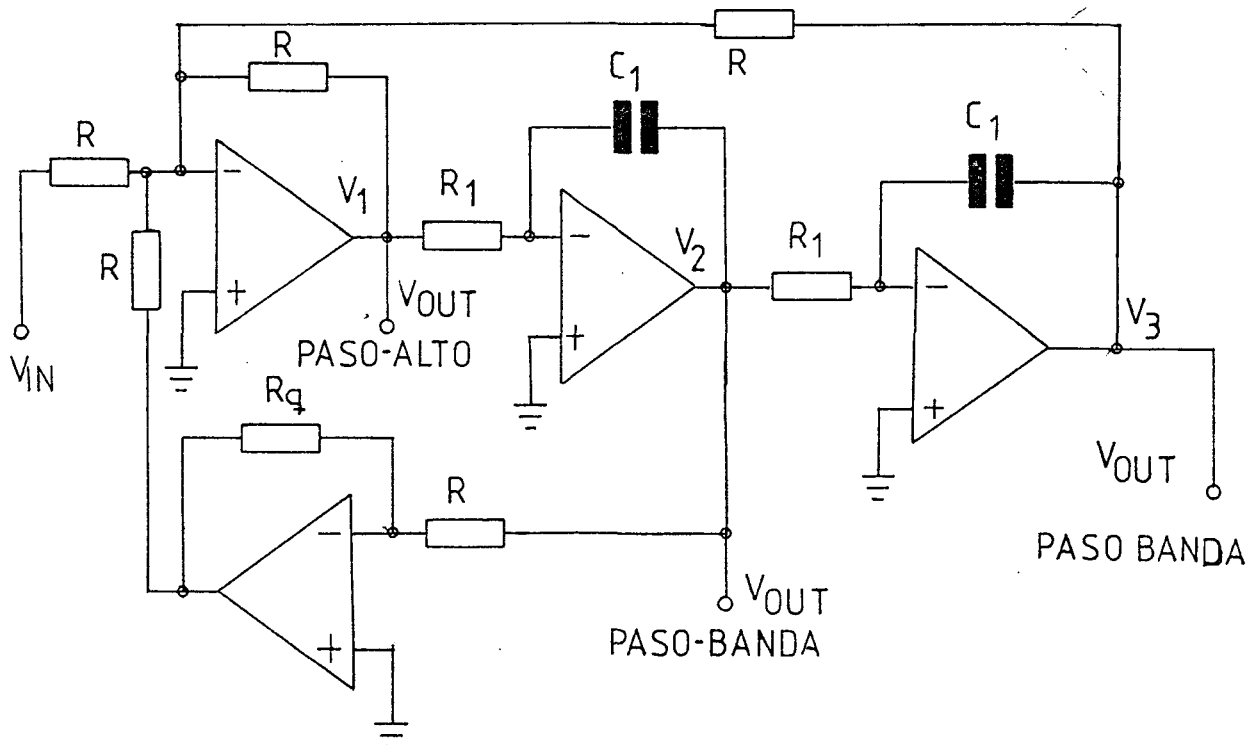 R
R
C1
C1
R
V1
R1
R
V2
R1
VOUT
PASO-ALTO
V3
VIN
Rq
R
VOUT
PASO BANDA
VOUT
PASO-BANDA
-
+
-
+
-
+
-
+